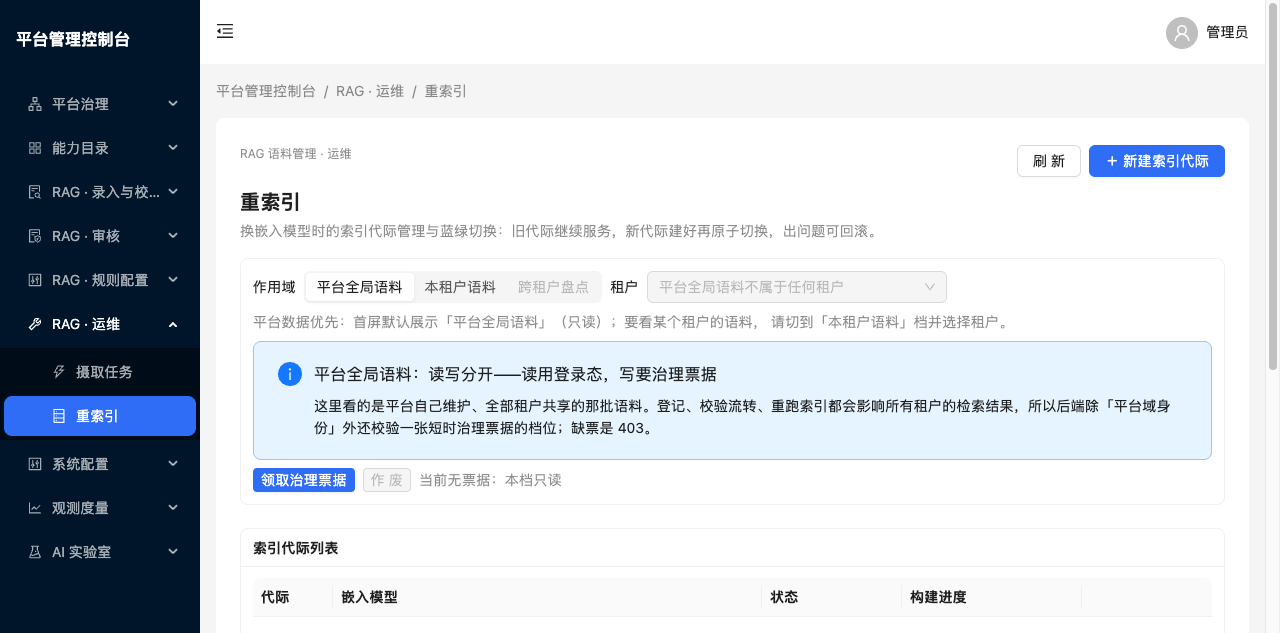 平台管理控制台
管理员
平台治理
能力目录
RAG · 录入与校...
RAG · 审核
RAG · 规则配置
RAG · 运维
摄取任务
重索引
系统配置
观测度量
AI 实验室
平台管理控制台 / RAG · 运维 / 重索引
RAG 语料管理 · 运维
刷 新
+ 新建索引代际
重索引
换嵌入模型时的索引代际管理与蓝绿切换：旧代际继续服务，新代际建好再原子切换，出问题可回滚。
作用域 平台全局语料 本租户语料 跨租户盘点 租户 平台全局语料不属于任何租户
平台数据优先：首屏默认展示「平台全局语料」（只读）；要看某个租户的语料， 请切到「本租户语料」档并选择租户。
平台全局语料：读写分开——读用登录态，写要治理票据
这里看的是平台自己维护、全部租户共享的那批语料。登记、校验流转、重跑索引都会影响所有租户的检索结果，所以后端除「平台域身
份」外还校验一张短时治理票据的档位；缺票是 403。
领取治理票据 作 废 当前无票据：本档只读
索引代际列表
代际 嵌入模型 状态 构建进度